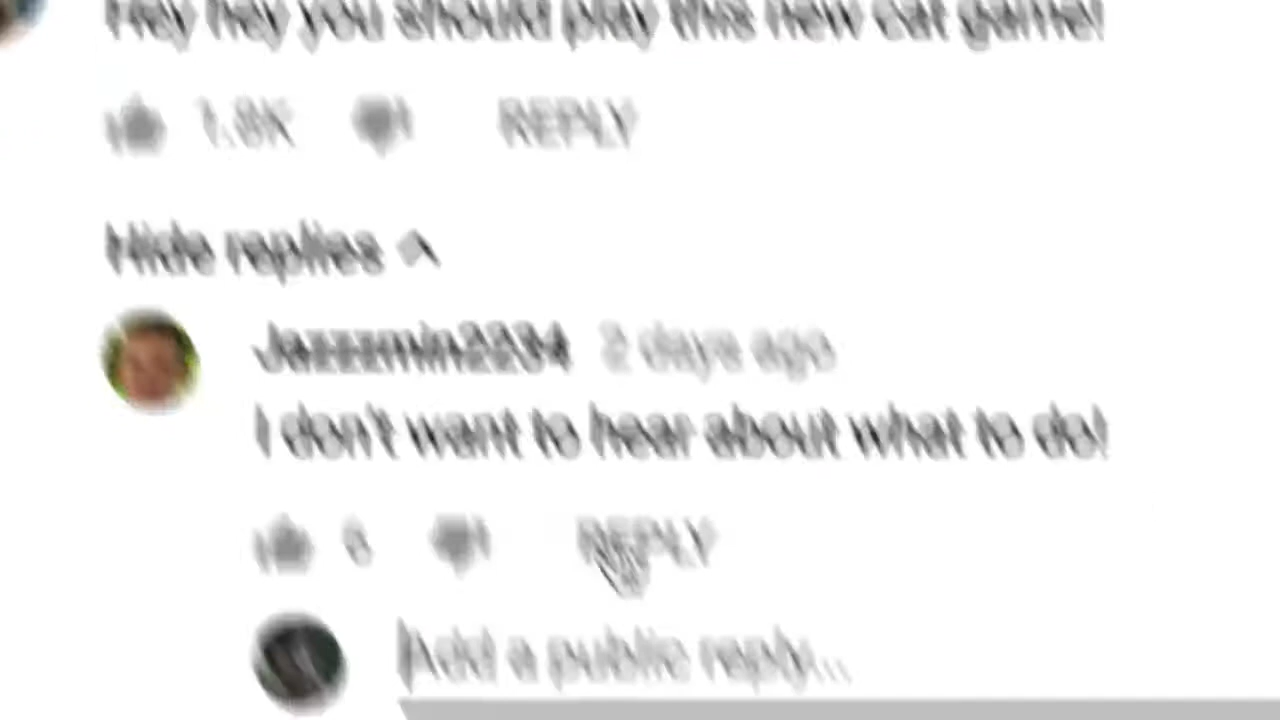 Hey hey you should play this new cat game!
1.8K REPLY
Hide replies
Jazzzmin2234 2 days ago
I don't want to hear about what to do!
6 REPLY
Add a public reply...